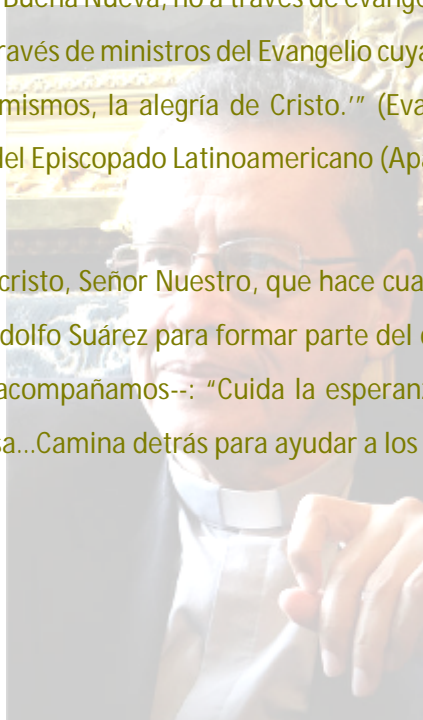 Buena Nueva, no a través de evange
ravés de ministros del Evangelio cuya
mismos, la alegría de Cristo.'” (Eva
del Episcopado Latinoamericano (Apa
cristo, Señor Nuestro, que hace cua
dolfo Suárez para formar parte del
acompañamos--: “Cuida la esperanz
sa...Camina detrás para ayudar a los